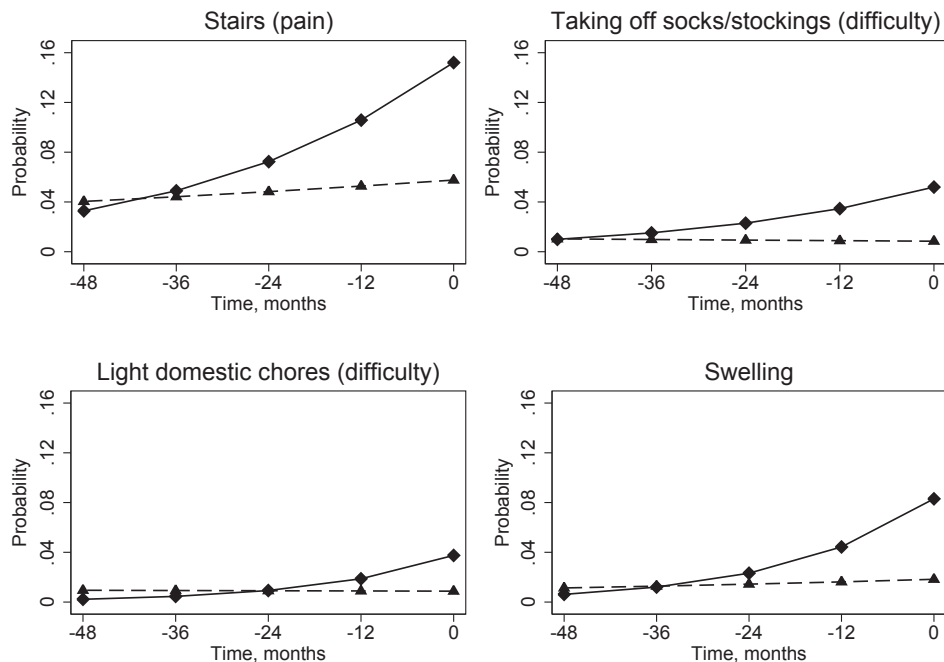 Stairs (pain)
Probability
.16
.12
.08
.04
0
-48 -36 -24 -12 0
Time, months
Taking off socks/stockings (difficulty)
Probability
.16
.12
.08
.04
0
-48 -36 -24 -12 0
Time, months
Light domestic chores (difficulty)
Probability
.16
.12
.08
.04
0
-48 -36 -24 -12 0
Time, months
Swelling
Probability
.16
.12
.08
.04
0
-48 -36 -24 -12 0
Time, months